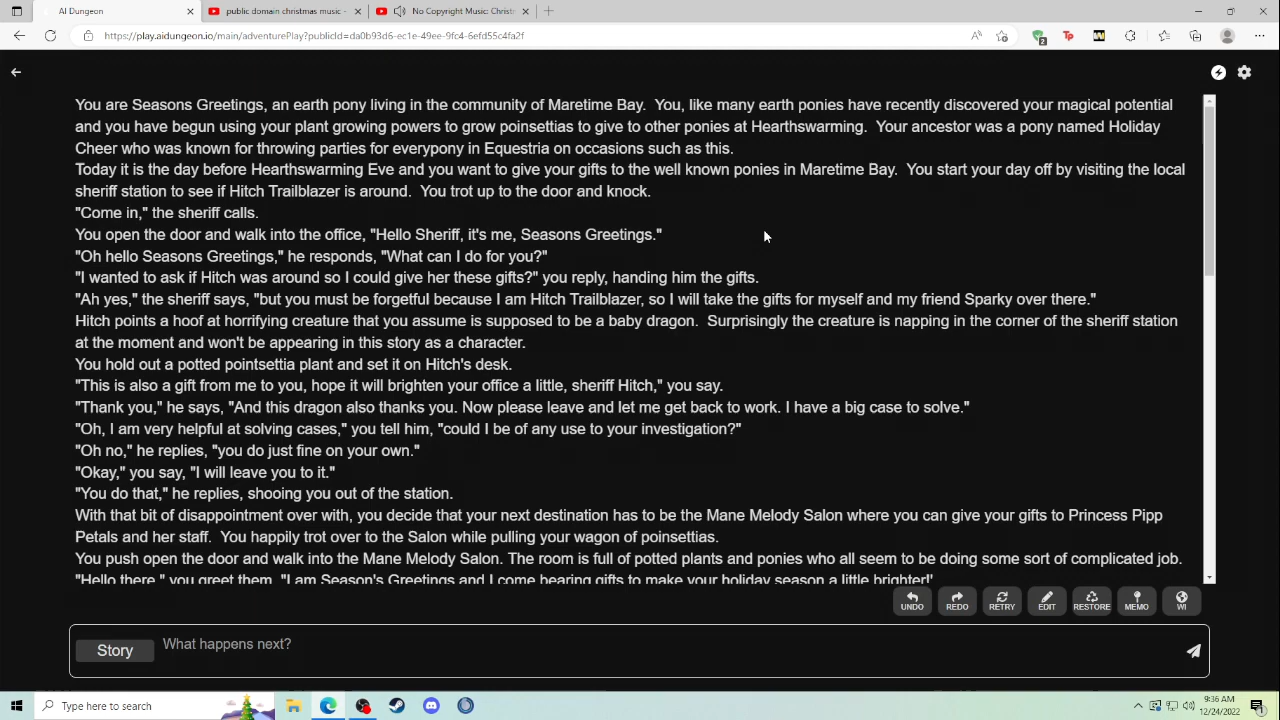 AI Dungeon
public domain christmas music -
No Copyright Music: Christm
https://play.aidungeon.io/main/adventurePlay?publicId=da0b93d6-ec1e-49ee-9fc4-6efd55c4fa2f
You are Seasons Greetings, an earth pony living in the community of Maretime Bay.  You, like many earth ponies have recently discovered your magical potential
and you have begun using your plant growing powers to grow poinsettias to give to other ponies at Hearthswarming.  Your ancestor was a pony named Holiday
Cheer who was known for throwing parties for everypony in Equestria on occasions such as this.
Today it is the day before Hearthswarming Eve and you want to give your gifts to the well known ponies in Maretime Bay.  You start your day off by visiting the local
sheriff station to see if Hitch Trailblazer is around.  You trot up to the door and knock.
"Come in," the sheriff calls.
You open the door and walk into the office, "Hello Sheriff, it's me, Seasons Greetings."
"Oh hello Seasons Greetings," he responds, "What can I do for you?"
"I wanted to ask if Hitch was around so I could give her these gifts?" you reply, handing him the gifts.
"Ah yes," the sheriff says, "but you must be forgetful because I am Hitch Trailblazer, so I will take the gifts for myself and my friend Sparky over there."
Hitch points a hoof at horrifying creature that you assume is supposed to be a baby dragon.  Surprisingly the creature is napping in the corner of the sheriff station
at the moment and won't be appearing in this story as a character.
You hold out a potted pointsettia plant and set it on Hitch's desk.
"This is also a gift from me to you, hope it will brighten your office a little, sheriff Hitch," you say.
"Thank you," he says, "And this dragon also thanks you. Now please leave and let me get back to work. I have a big case to solve."
"Oh, I am very helpful at solving cases," you tell him, "could I be of any use to your investigation?"
"Oh no," he replies, "you do just fine on your own."
"Okay," you say, "I will leave you to it."
"You do that," he replies, shooing you out of the station.
With that bit of disappointment over with, you decide that your next destination has to be the Mane Melody Salon where you can give your gifts to Princess Pipp
Petals and her staff.  You happily trot over to the Salon while pulling your wagon of poinsettias.
You push open the door and walk into the Mane Melody Salon. The room is full of potted plants and ponies who all seem to be doing some sort of complicated job.
"Hello there," you greet them, "I am Season's Greetings and I come bearing gifts to make your holiday season a little brighter!'
UNDO REDO RETRY EDIT RESTORE MEMO WI
Story What happens next?
Type here to search
9:36 AM
12/24/2022